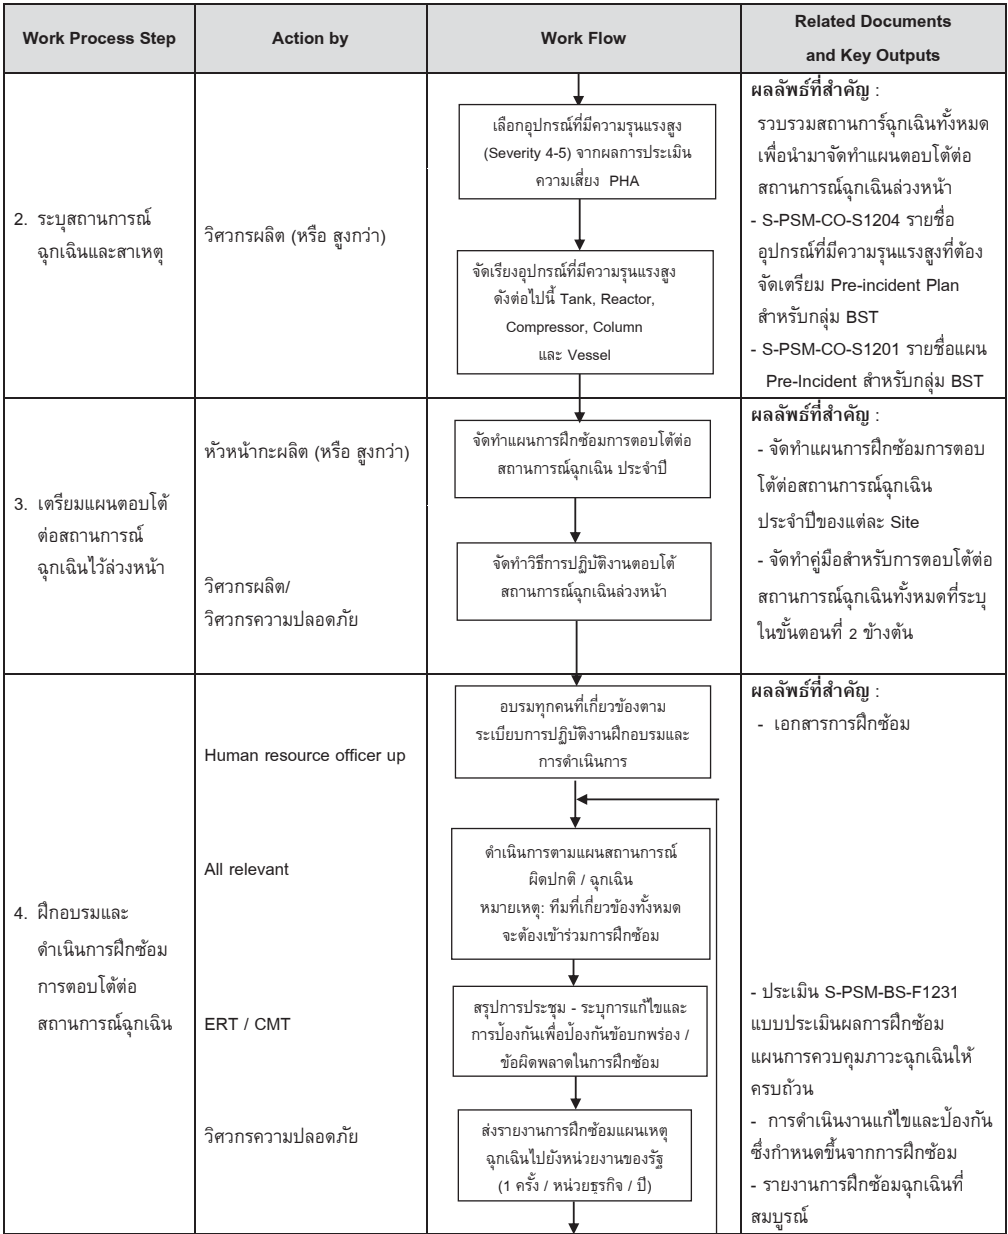 Work Process Step
Action by
Work Flow
Related Documents
and Key Outputs
2. ระบุสถานการณ์
ฉุกเฉินและสาเหตุ
วิศวกรผลิต (หรือ สูงกว่า)
เลือกอุปกรณ์ที่มีความรุนแรงสูง
(Severity 4-5) จากผลการประเมิน
ความเสี่ยง PHA
จัดเรียงอุปกรณ์ที่มีความรุนแรงสูง
ดังต่อไปนี้ Tank, Reactor,
Compressor, Column
และ Vessel
ผลลัพธ์ที่สำคัญ :
รวบรวมสถานการ์ฉุกเฉินทั้งหมด
เพื่อนำมาจัดทำแผนตอบโต้ต่อ
สถานการณ์ฉุกเฉินล่วงหน้า
- S-PSM-CO-S1204 รายชื่อ
อุปกรณ์ที่มีความรุนแรงสูงที่ต้อง
จัดเตรียม Pre-incident Plan
สำหรับกลุ่ม BST
- S-PSM-CO-S1201 รายชื่อแผน
Pre-Incident สำหรับกลุ่ม BST
3. เตรียมแผนตอบโต้
ต่อสถานการณ์
ฉุกเฉินไว้ล่วงหน้า
หัวหน้ากะผลิต (หรือ สูงกว่า)
วิศวกรผลิต/
วิศวกรความปลอดภัย
จัดทำแผนการฝึกซ้อมการตอบโต้ต่อ
สถานการณ์ฉุกเฉิน ประจำปี
จัดทำวิธีการปฏิบัติงานตอบโต้
สถานการณ์ฉุกเฉินล่วงหน้า
ผลลัพธ์ที่สำคัญ :
- จัดทำแผนการฝึกซ้อมการตอบ
โต้ต่อสถานการณ์ฉุกเฉิน
ประจำปีของแต่ละ Site
- จัดทำคู่มือสำหรับการตอบโต้ต่อ
สถานการณ์ฉุกเฉินทั้งหมดที่ระบุ
ในขั้นตอนที่ 2 ข้างต้น
4. ฝึกอบรมและ
ดำเนินการฝึกซ้อม
การตอบโต้ต่อ
สถานการณ์ฉุกเฉิน
Human resource officer up
All relevant
ERT / CMT
วิศวกรความปลอดภัย
อบรมทุกคนที่เกี่ยวข้องตาม
ระเบียบการปฏิบัติงานฝึกอบรมและ
การดำเนินการ
ดำเนินการตามแผนสถานการณ์
ผิดปกติ / ฉุกเฉิน
หมายเหตุ: ทีมที่เกี่ยวข้องทั้งหมด
จะต้องเข้าร่วมการฝึกซ้อม
สรุปการประชุม - ระบุการแก้ไขและ
การป้องกันเพื่อป้องกันข้อบกพร่อง /
ข้อผิดพลาดในการฝึกซ้อม
ส่งรายงานการฝึกซ้อมแผนเหตุ
ฉุกเฉินไปยังหน่วยงานของรัฐ
(1 ครั้ง / หน่วยธุรกิจ / ปี)
ผลลัพธ์ที่สำคัญ :
- เอกสารการฝึกซ้อม
- ประเมิน S-PSM-BS-F1231
แบบประเมินผลการฝึกซ้อม
แผนการควบคุมภาวะฉุกเฉินให้
ครบถ้วน
- การดำเนินงานแก้ไขและป้องกัน
ซึ่งกำหนดขึ้นจากการฝึกซ้อม
- รายงานการฝึกซ้อมฉุกเฉินที่
สมบูรณ์